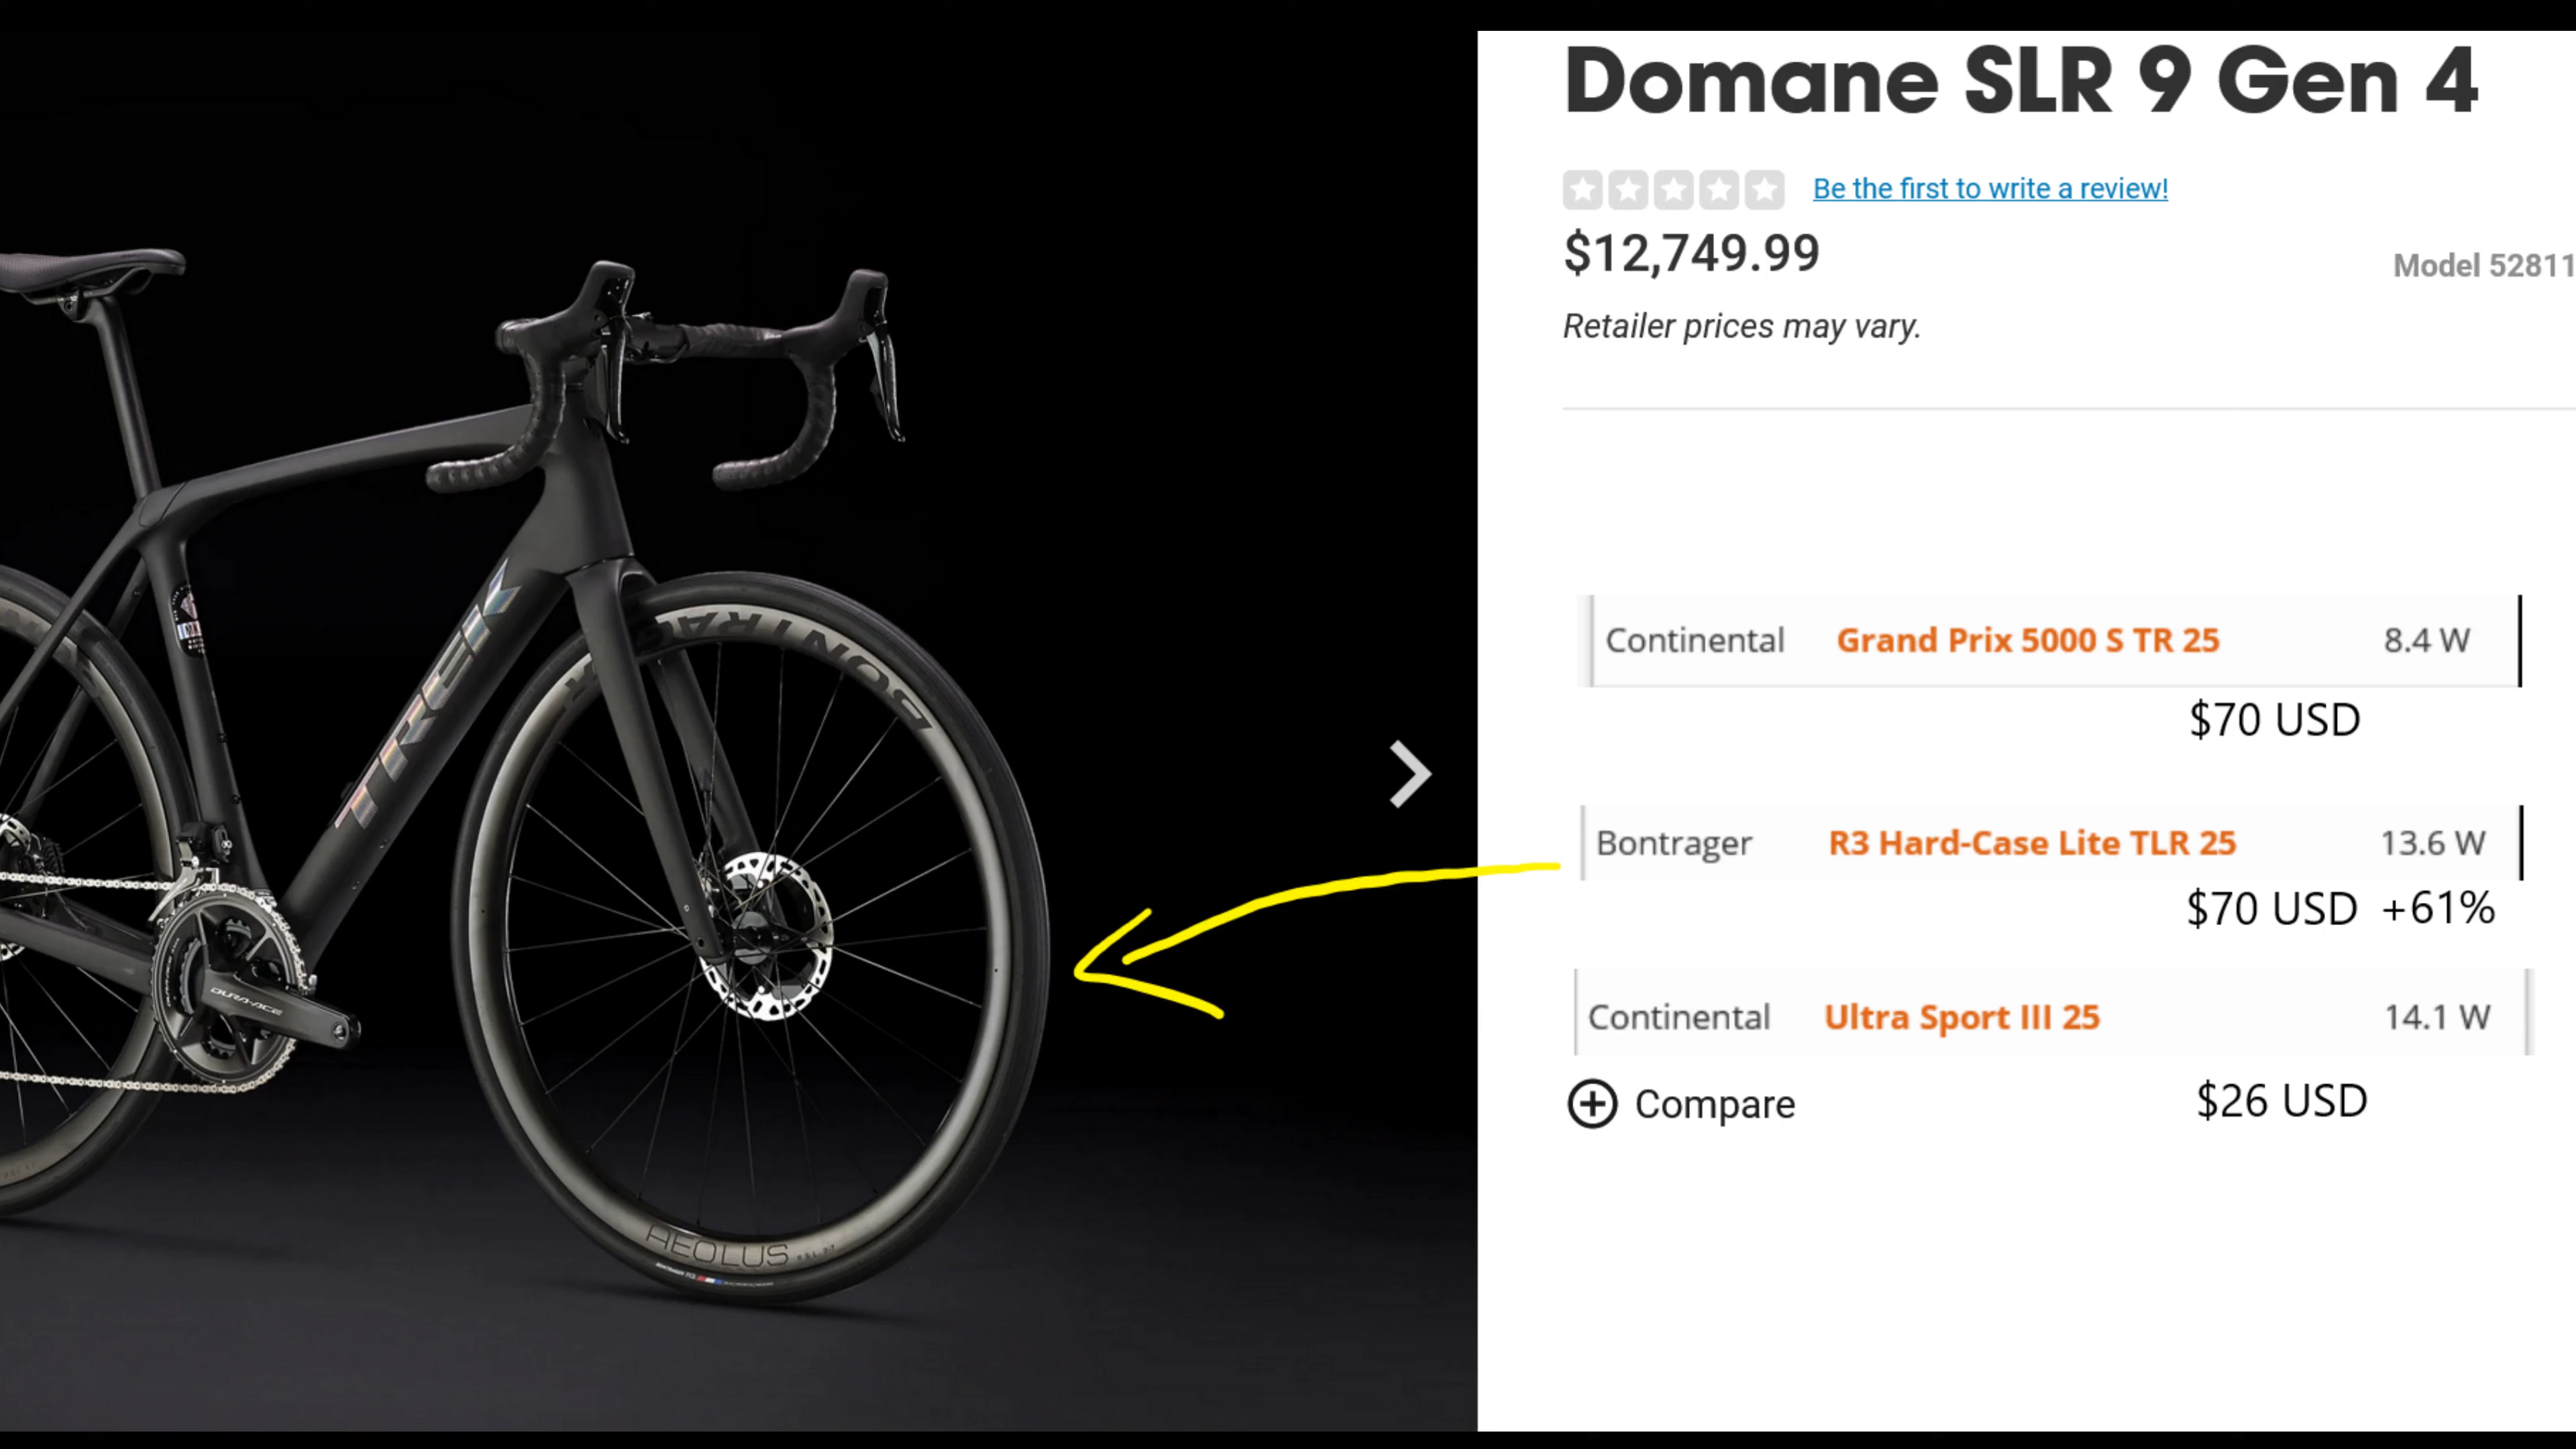 Domane SLR 9 Gen 4
Be the first to write a review!
$12,749.99
Model 52811
Retailer prices may vary.
Continental Grand Prix 5000 S TR 25 8.4 W
$70 USD
Bontrager R3 Hard-Case Lite TLR 25 13.6 W
$70 USD +61%
Continental Ultra Sport III 25 14.1 W
Compare $26 USD
TREK
BONTRAGER
DURA-ACE
AEOLUS